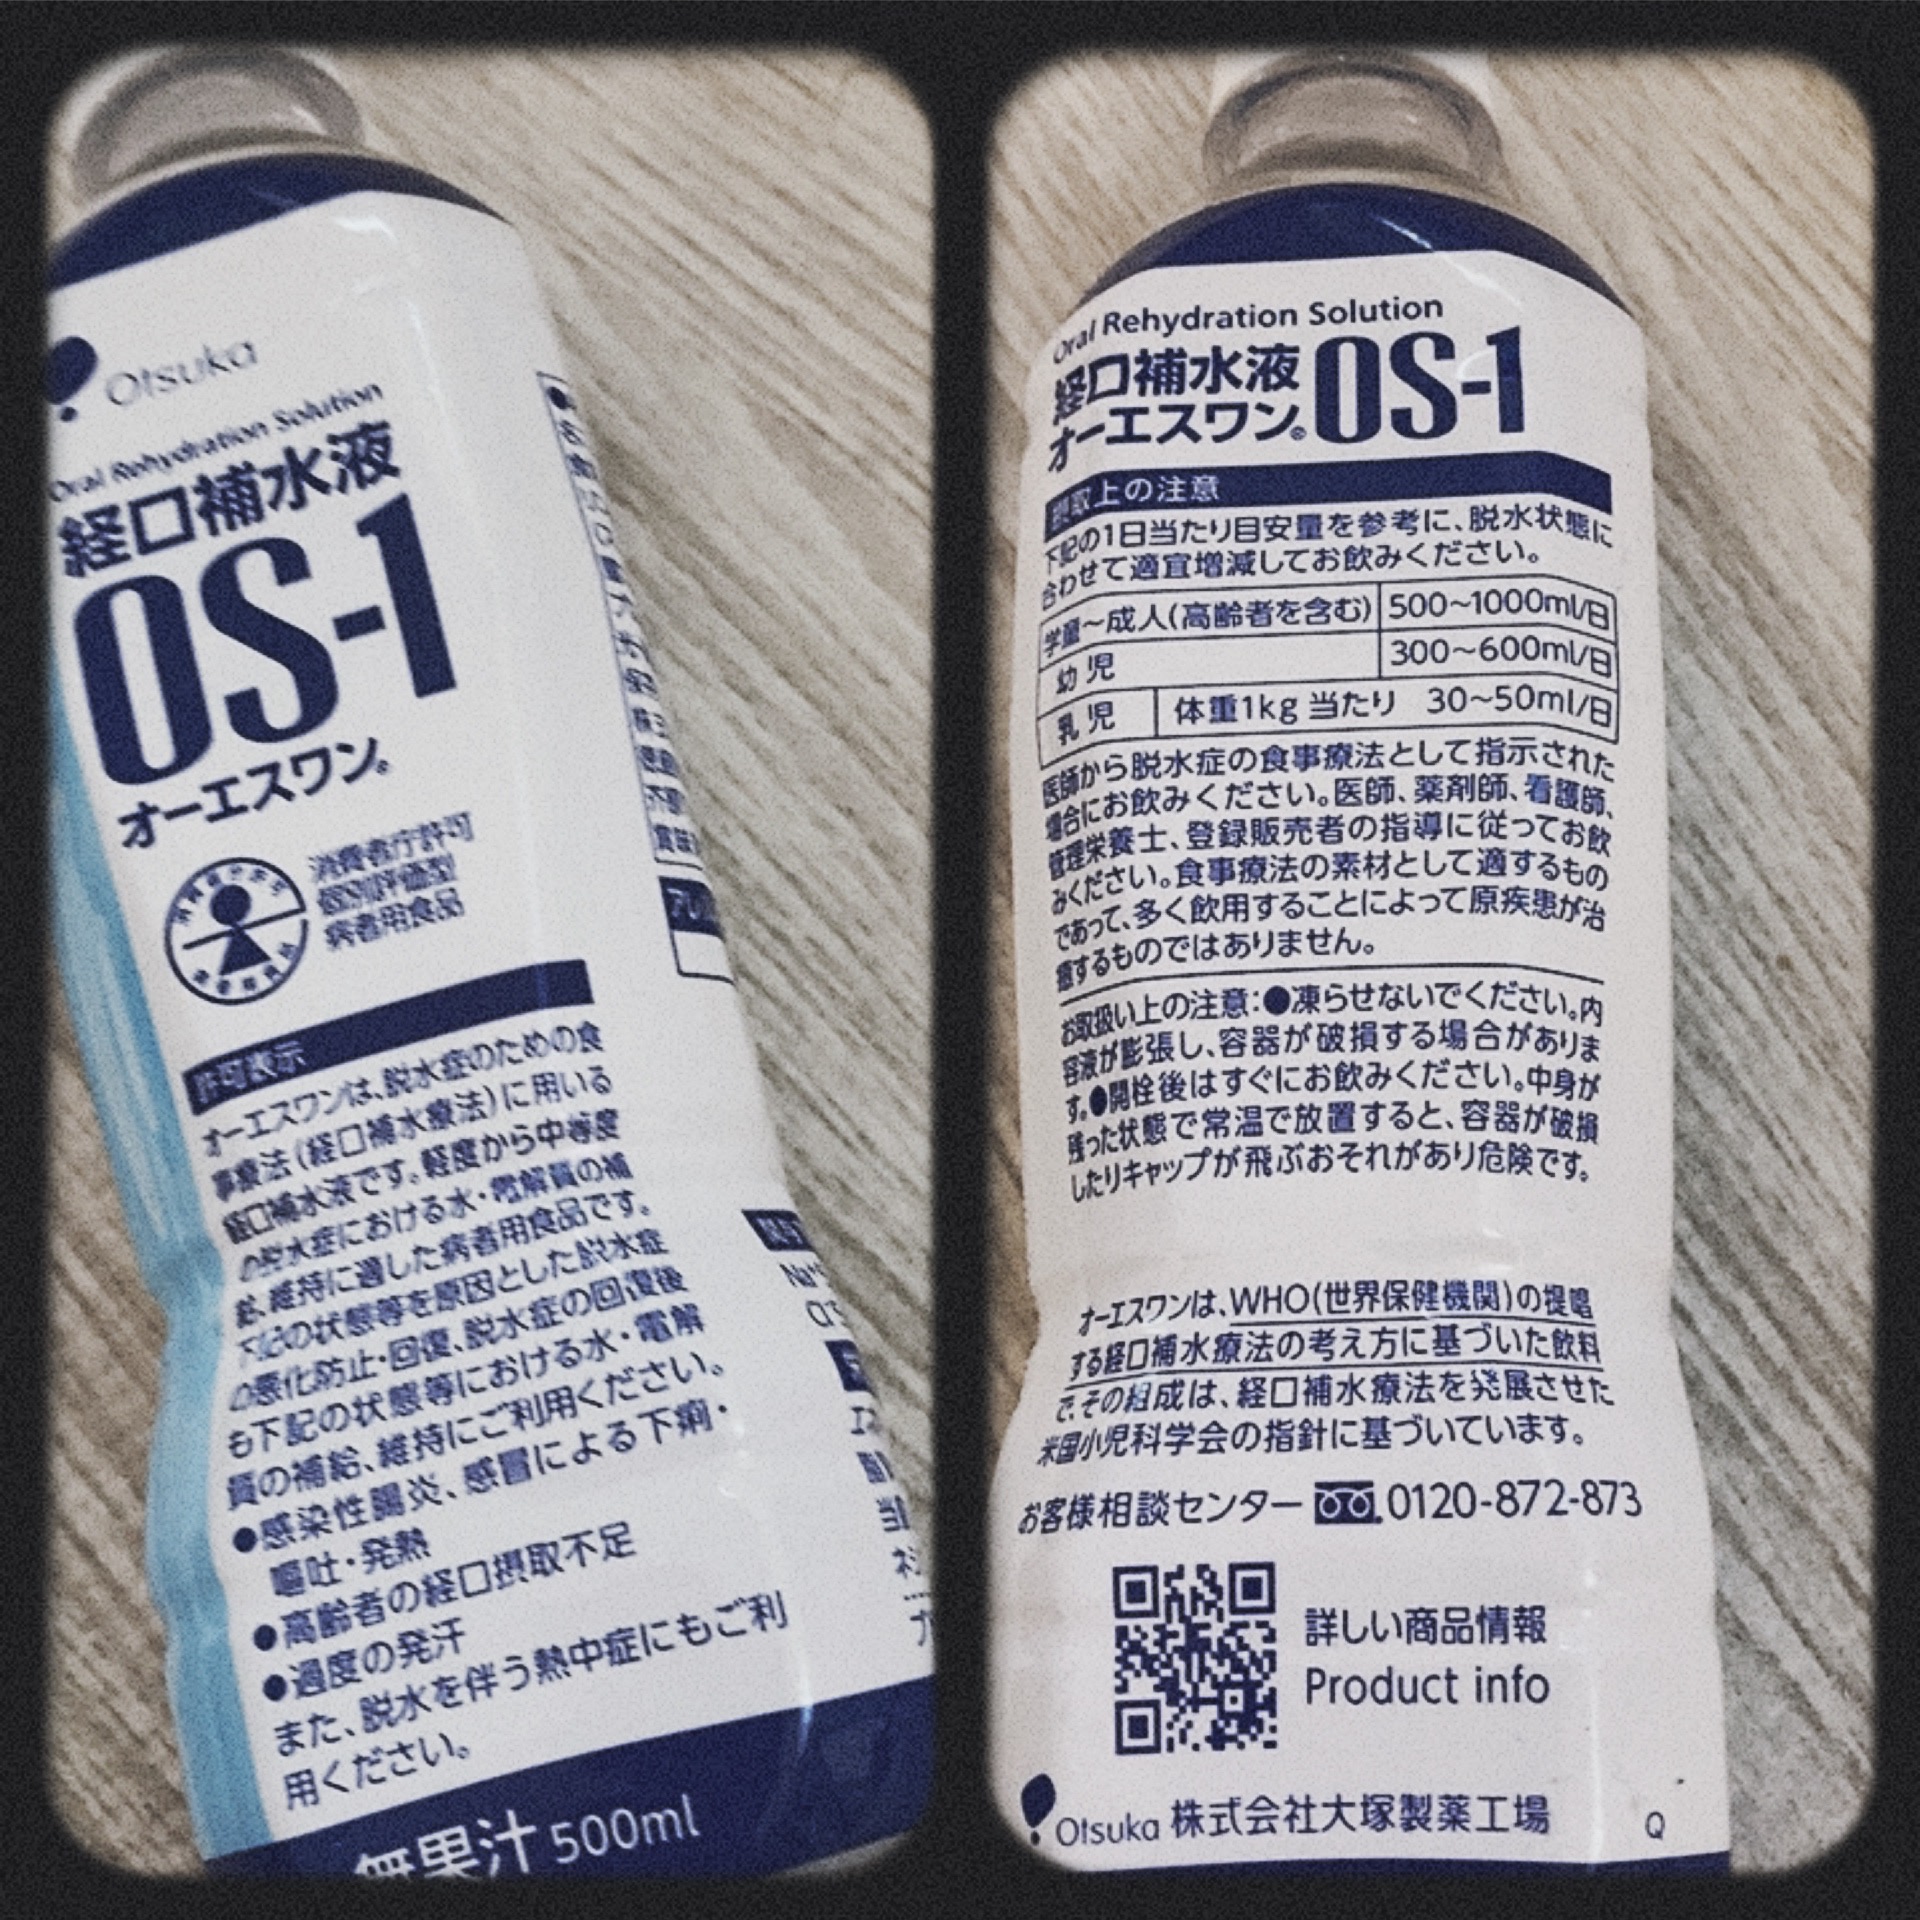 Otsuka
Oral Rehydration Solution
経口補水液
OS-1
オーエスワン®
消費者庁許可
個別評価型
病者用食品
許可表示
オーエスワンは、脱水症のための食
事療法(経口補水療法)に用いる
経口補水液です。軽度から中等度
の脱水症における水・電解質の補
給、維持に適した病者用食品です。
下記の状態等を原因とした脱水症
の悪化防止・回復、脱水症の回復後
も下記の状態等における水・電解
質の補給、維持にご利用ください。
●感染性腸炎、感冒による下痢・
嘔吐・発熱
●高齢者の経口摂取不足
●過度の発汗
また、脱水を伴う熱中症にもご利
用ください。
無果汁 500ml
Oral Rehydration Solution
経口補水液
オーエスワン® OS-1
摂取上の注意
下記の1日当たり目安量を参考に、脱水状態に
合わせて適宜増減してお飲みください。
学童〜成人(高齢者を含む) 500〜1000ml/日
幼児 300〜600ml/日
乳児 体重1kg当たり 30〜50ml/日
医師から脱水症の食事療法として指示された
場合にお飲みください。医師、薬剤師、看護師、
管理栄養士、登録販売者の指導に従ってお飲
みください。食事療法の素材として適するもの
であって、多く飲用することによって原疾患が治
癒するものではありません。
お取扱い上の注意:●凍らせないでください。内
容液が膨張し、容器が破損する場合がありま
す。●開栓後はすぐにお飲みください。中身が
残った状態で常温で放置すると、容器が破損
したりキャップが飛ぶおそれがあり危険です。
オーエスワンは、WHO(世界保健機関)の提唱
する経口補水療法の考え方に基づいた飲料
で、その組成は、経口補水療法を発展させた
米国小児科学会の指針に基づいています。
お客様相談センター 0120-872-873
詳しい商品情報
Product info
Otsuka 株式会社大塚製薬工場
Q